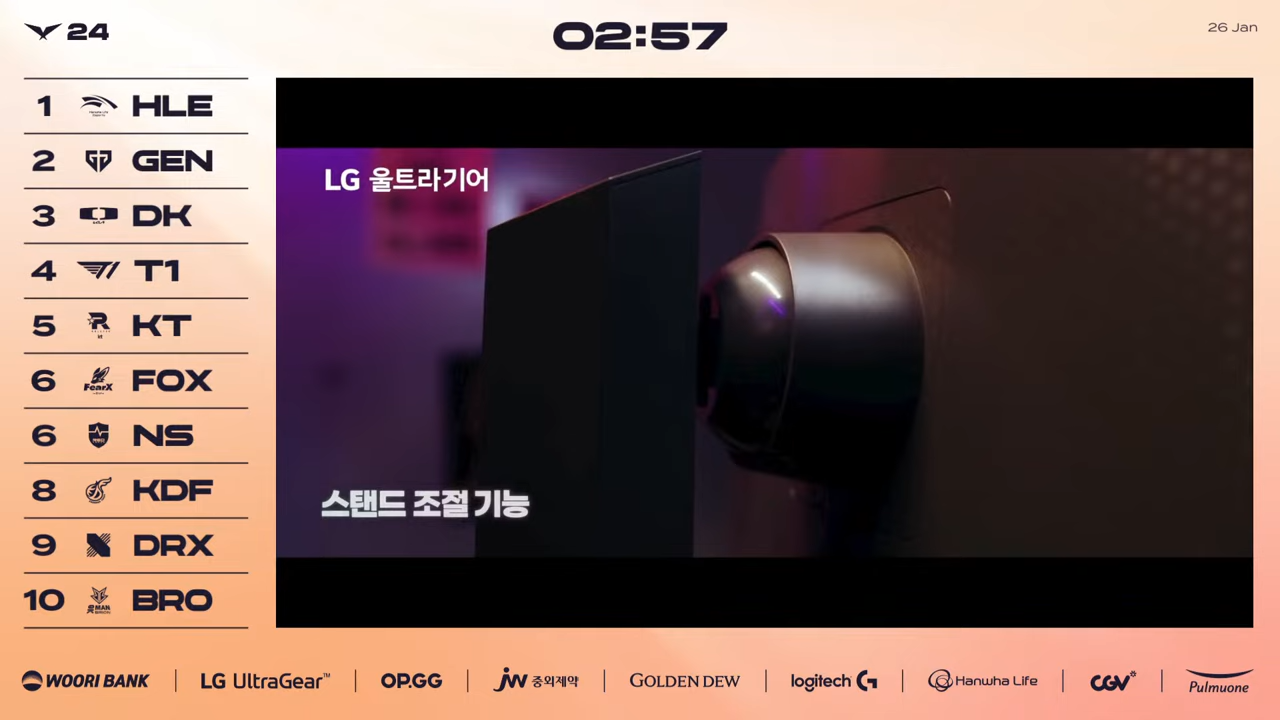 24
02:57
26 Jan
1 HLE
2 GEN
3 DK
4 T1
5 KT
6 FearX FOX
6 NS
8 KDF
9 DRX
10 BRO
LG 울트라기어
스탠드 조절 기능
WOORI BANK
LG UltraGear™
OP.GG
jw 중외제약
GOLDEN DEW
logitech G
Hanwha Life
CGV
Pulmuone